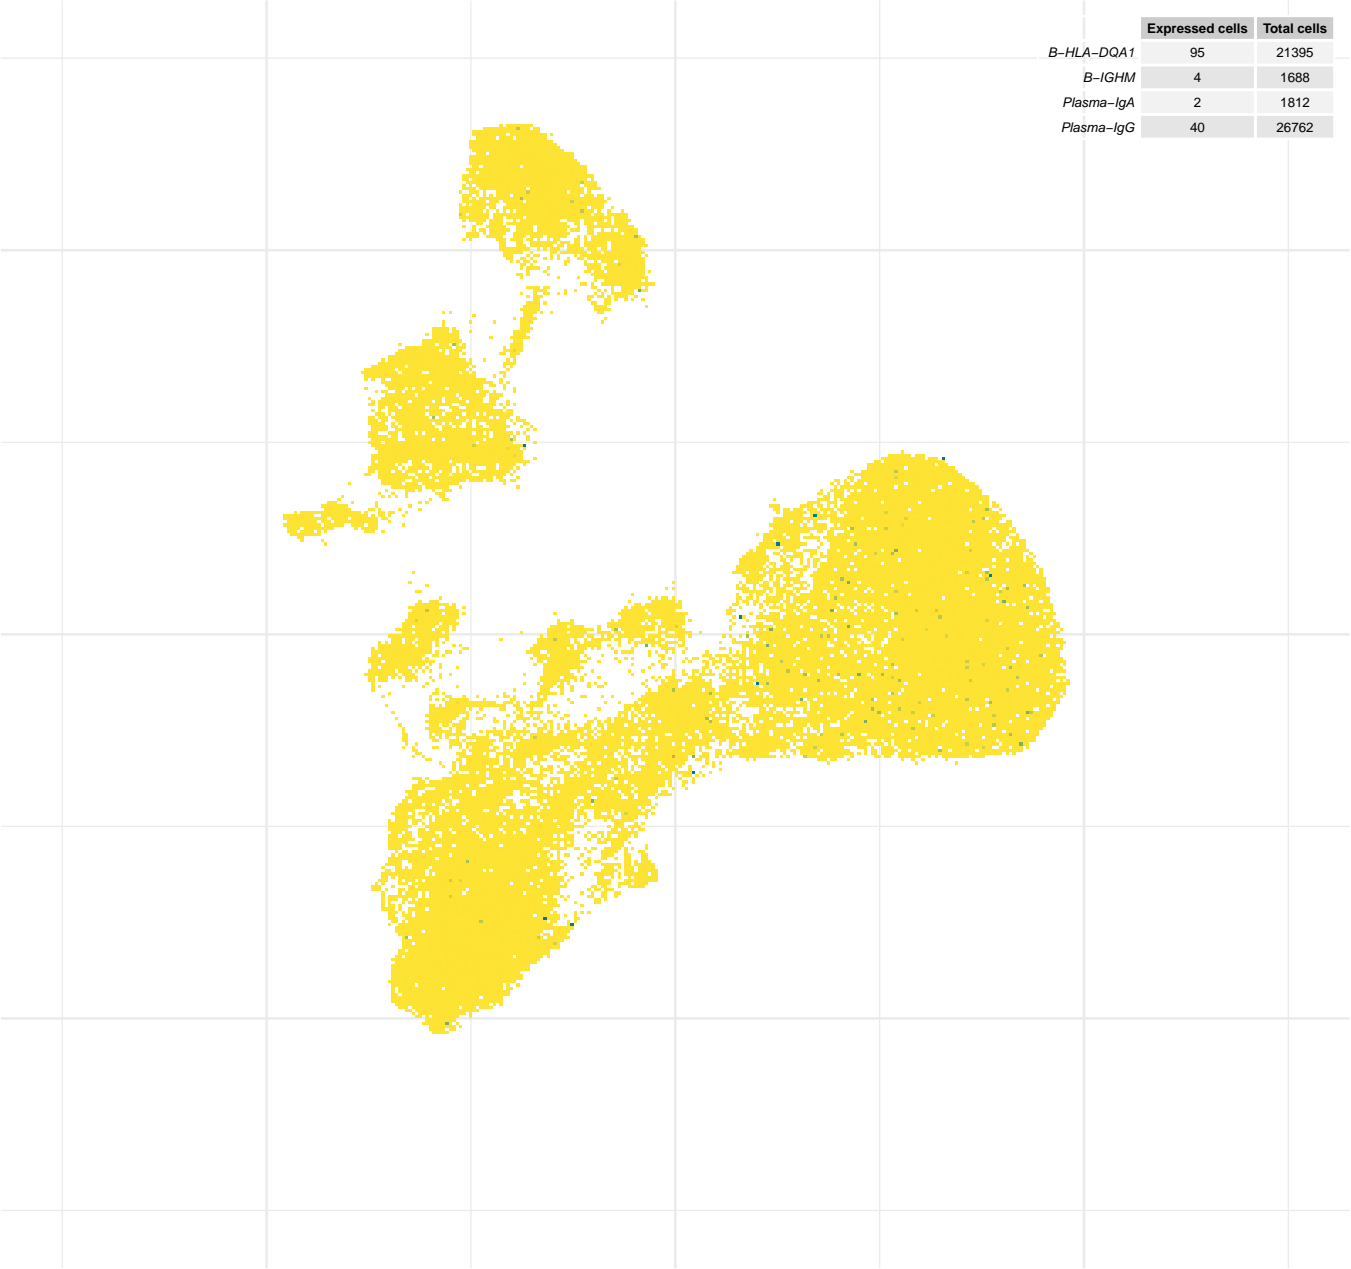 Expressed cells Total cells
B−HLA−DQA1 95 21395
B−IGHM 4 1688
Plasma−IgA 2 1812
Plasma−IgG 40 26762